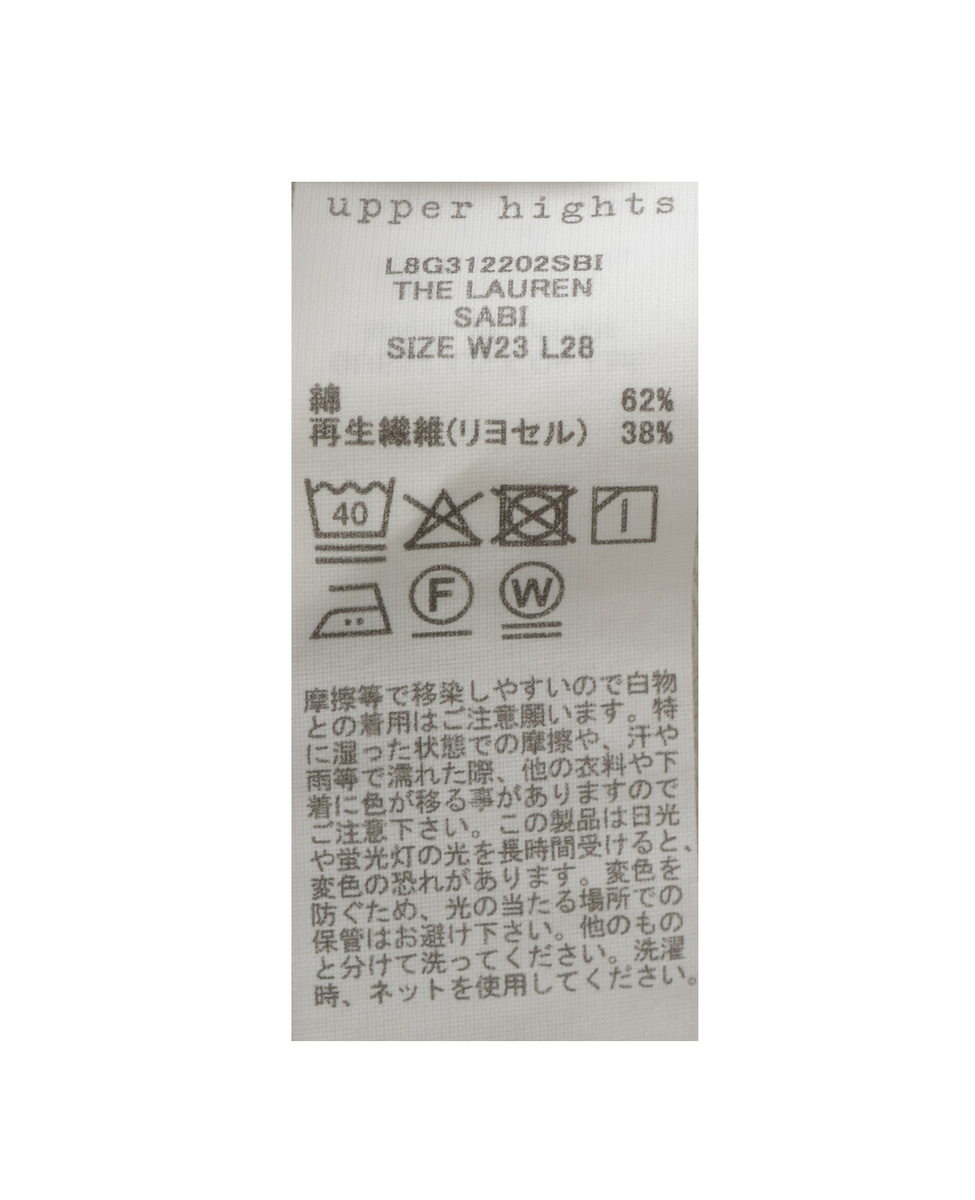 upper hights
L8G312202SBI
THE LAUREN
SABI
SIZE W23 L28
綿 62%
再生繊維(リヨセル) 38%
40
F W
摩擦等で移染しやすいので白物
との着用はご注意願います。特
に湿った状態での摩擦や、汗や
雨等で濡れた際、他の衣料や下
着に色が移る事がありますので
ご注意下さい。この製品は日光
や蛍光灯の光を長時間受けると、
変色の恐れがあります。変色を
防ぐため、光の当たる場所での
保管はお避け下さい。他のもの
と分けて洗ってください。洗濯
時、ネットを使用してください。